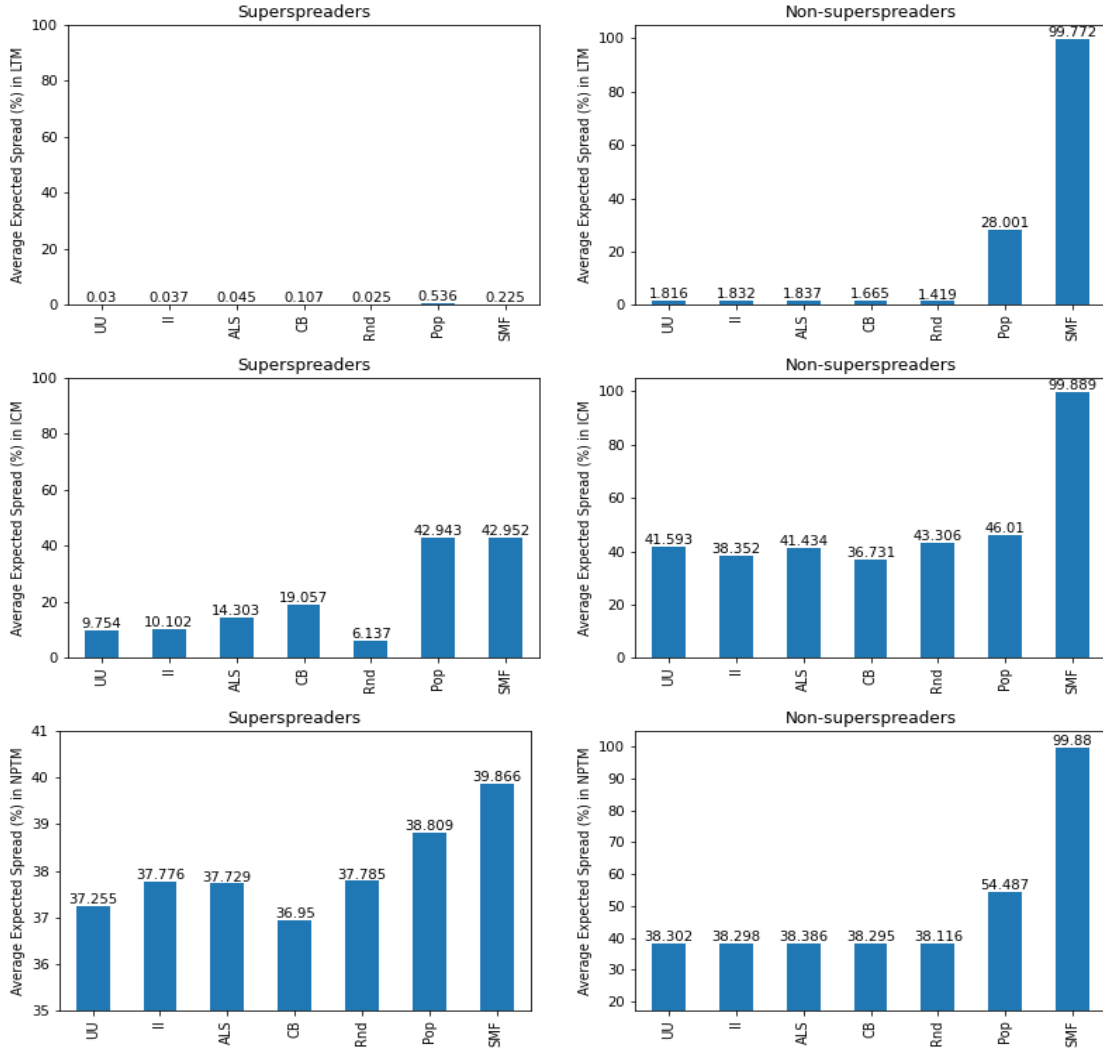 Superspreaders
Average Expected Spread (%) in LTM
100
80
60
40
20
0
0.03 0.037 0.045 0.107 0.025 0.536 0.225
UU II ALS CB Rnd Pop SMF
Non-superspreaders
Average Expected Spread (%) in LTM
100
80
60
40
20
0
1.816 1.832 1.837 1.665 1.419 28.001 99.772
UU II ALS CB Rnd Pop SMF
Superspreaders
Average Expected Spread (%) in ICM
100
80
60
40
20
0
9.754 10.102 14.303 19.057 6.137 42.943 42.952
UU II ALS CB Rnd Pop SMF
Non-superspreaders
Average Expected Spread (%) in ICM
100
80
60
40
20
0
41.593 38.352 41.434 36.731 43.306 46.01 99.889
UU II ALS CB Rnd Pop SMF
Superspreaders
Average Expected Spread (%) in NPTM
41
40
39
38
37
36
35
37.255 37.776 37.729 36.95 37.785 38.809 39.866
UU II ALS CB Rnd Pop SMF
Non-superspreaders
Average Expected Spread (%) in NPTM
100
90
80
70
60
50
40
30
20
38.302 38.298 38.386 38.295 38.116 54.487 99.88
UU II ALS CB Rnd Pop SMF